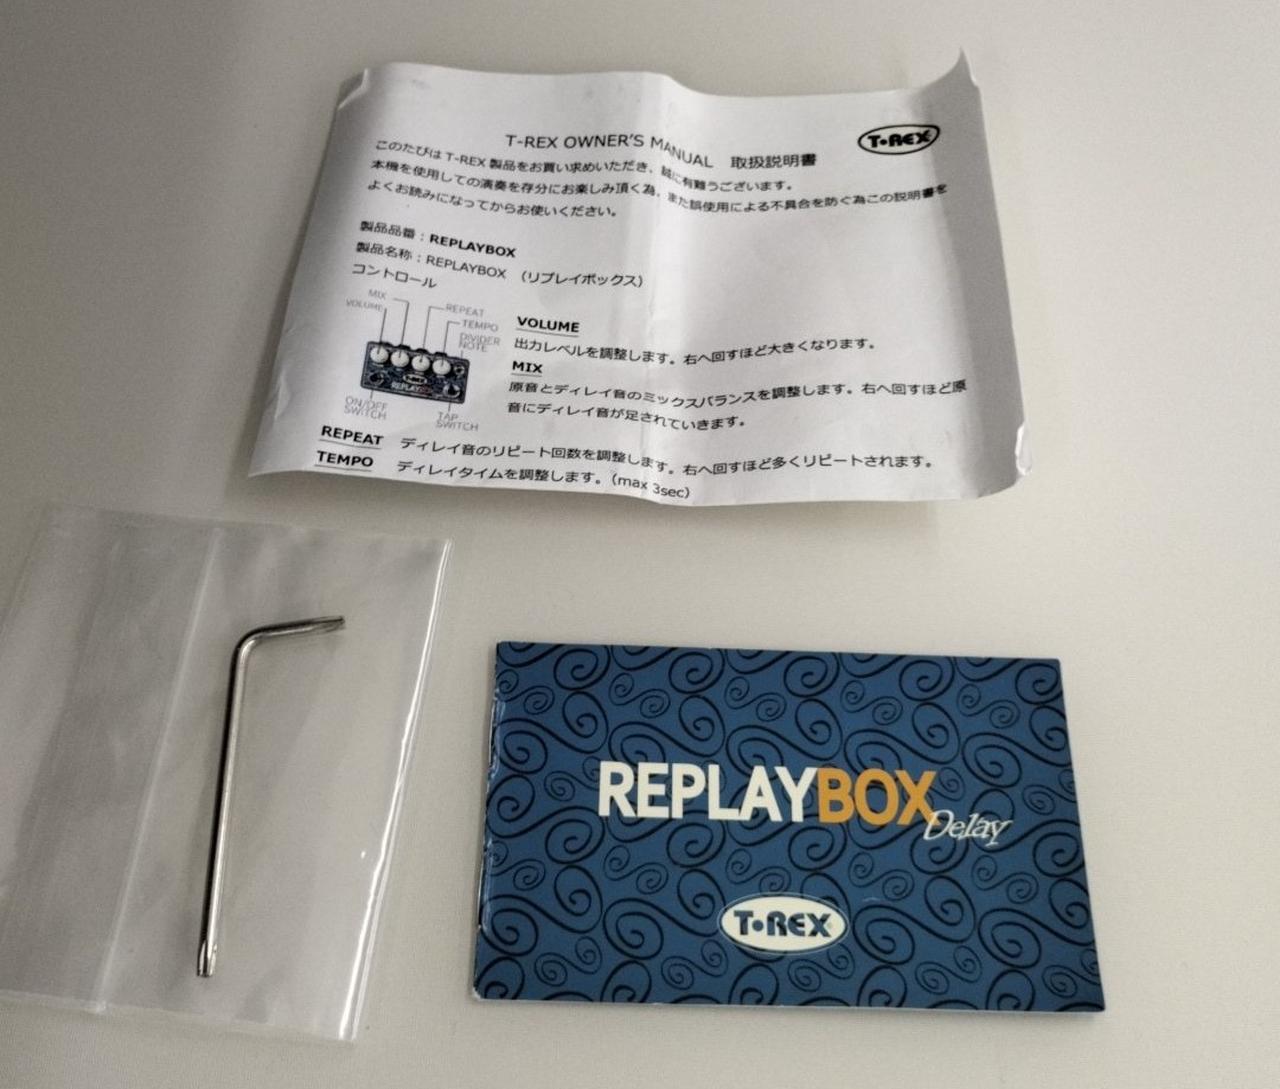 T-REX OWNER'S MANUAL 取扱説明書
T-REX
このたびは T-REX 製品をお買い求めいただき、誠に有難うございます。
本機を使用しての演奏を存分にお楽しみ頂く為、また誤使用による不具合を防ぐ為この説明書を
よくお読みになってからお使いください。
製品品番：REPLAYBOX
製品名称：REPLAYBOX （リプレイボックス）
コントロール
MIX
VOLUME
REPEAT
TEMPO
DIVIDER
NOTE
T-REX
REPLAYBOX
ON/OFF
SWITCH
TAP
SWITCH
VOLUME
出力レベルを調整します。右へ回すほど大きくなります。
MIX
原音とディレイ音のミックスバランスを調整します。右へ回すほど原
音にディレイ音が足されていきます。
REPEAT ディレイ音のリピート回数を調整します。右へ回すほど多くリピートされます。
TEMPO ディレイタイムを調整します。（max 3sec）
REPLAYBOX
Delay
T•REX